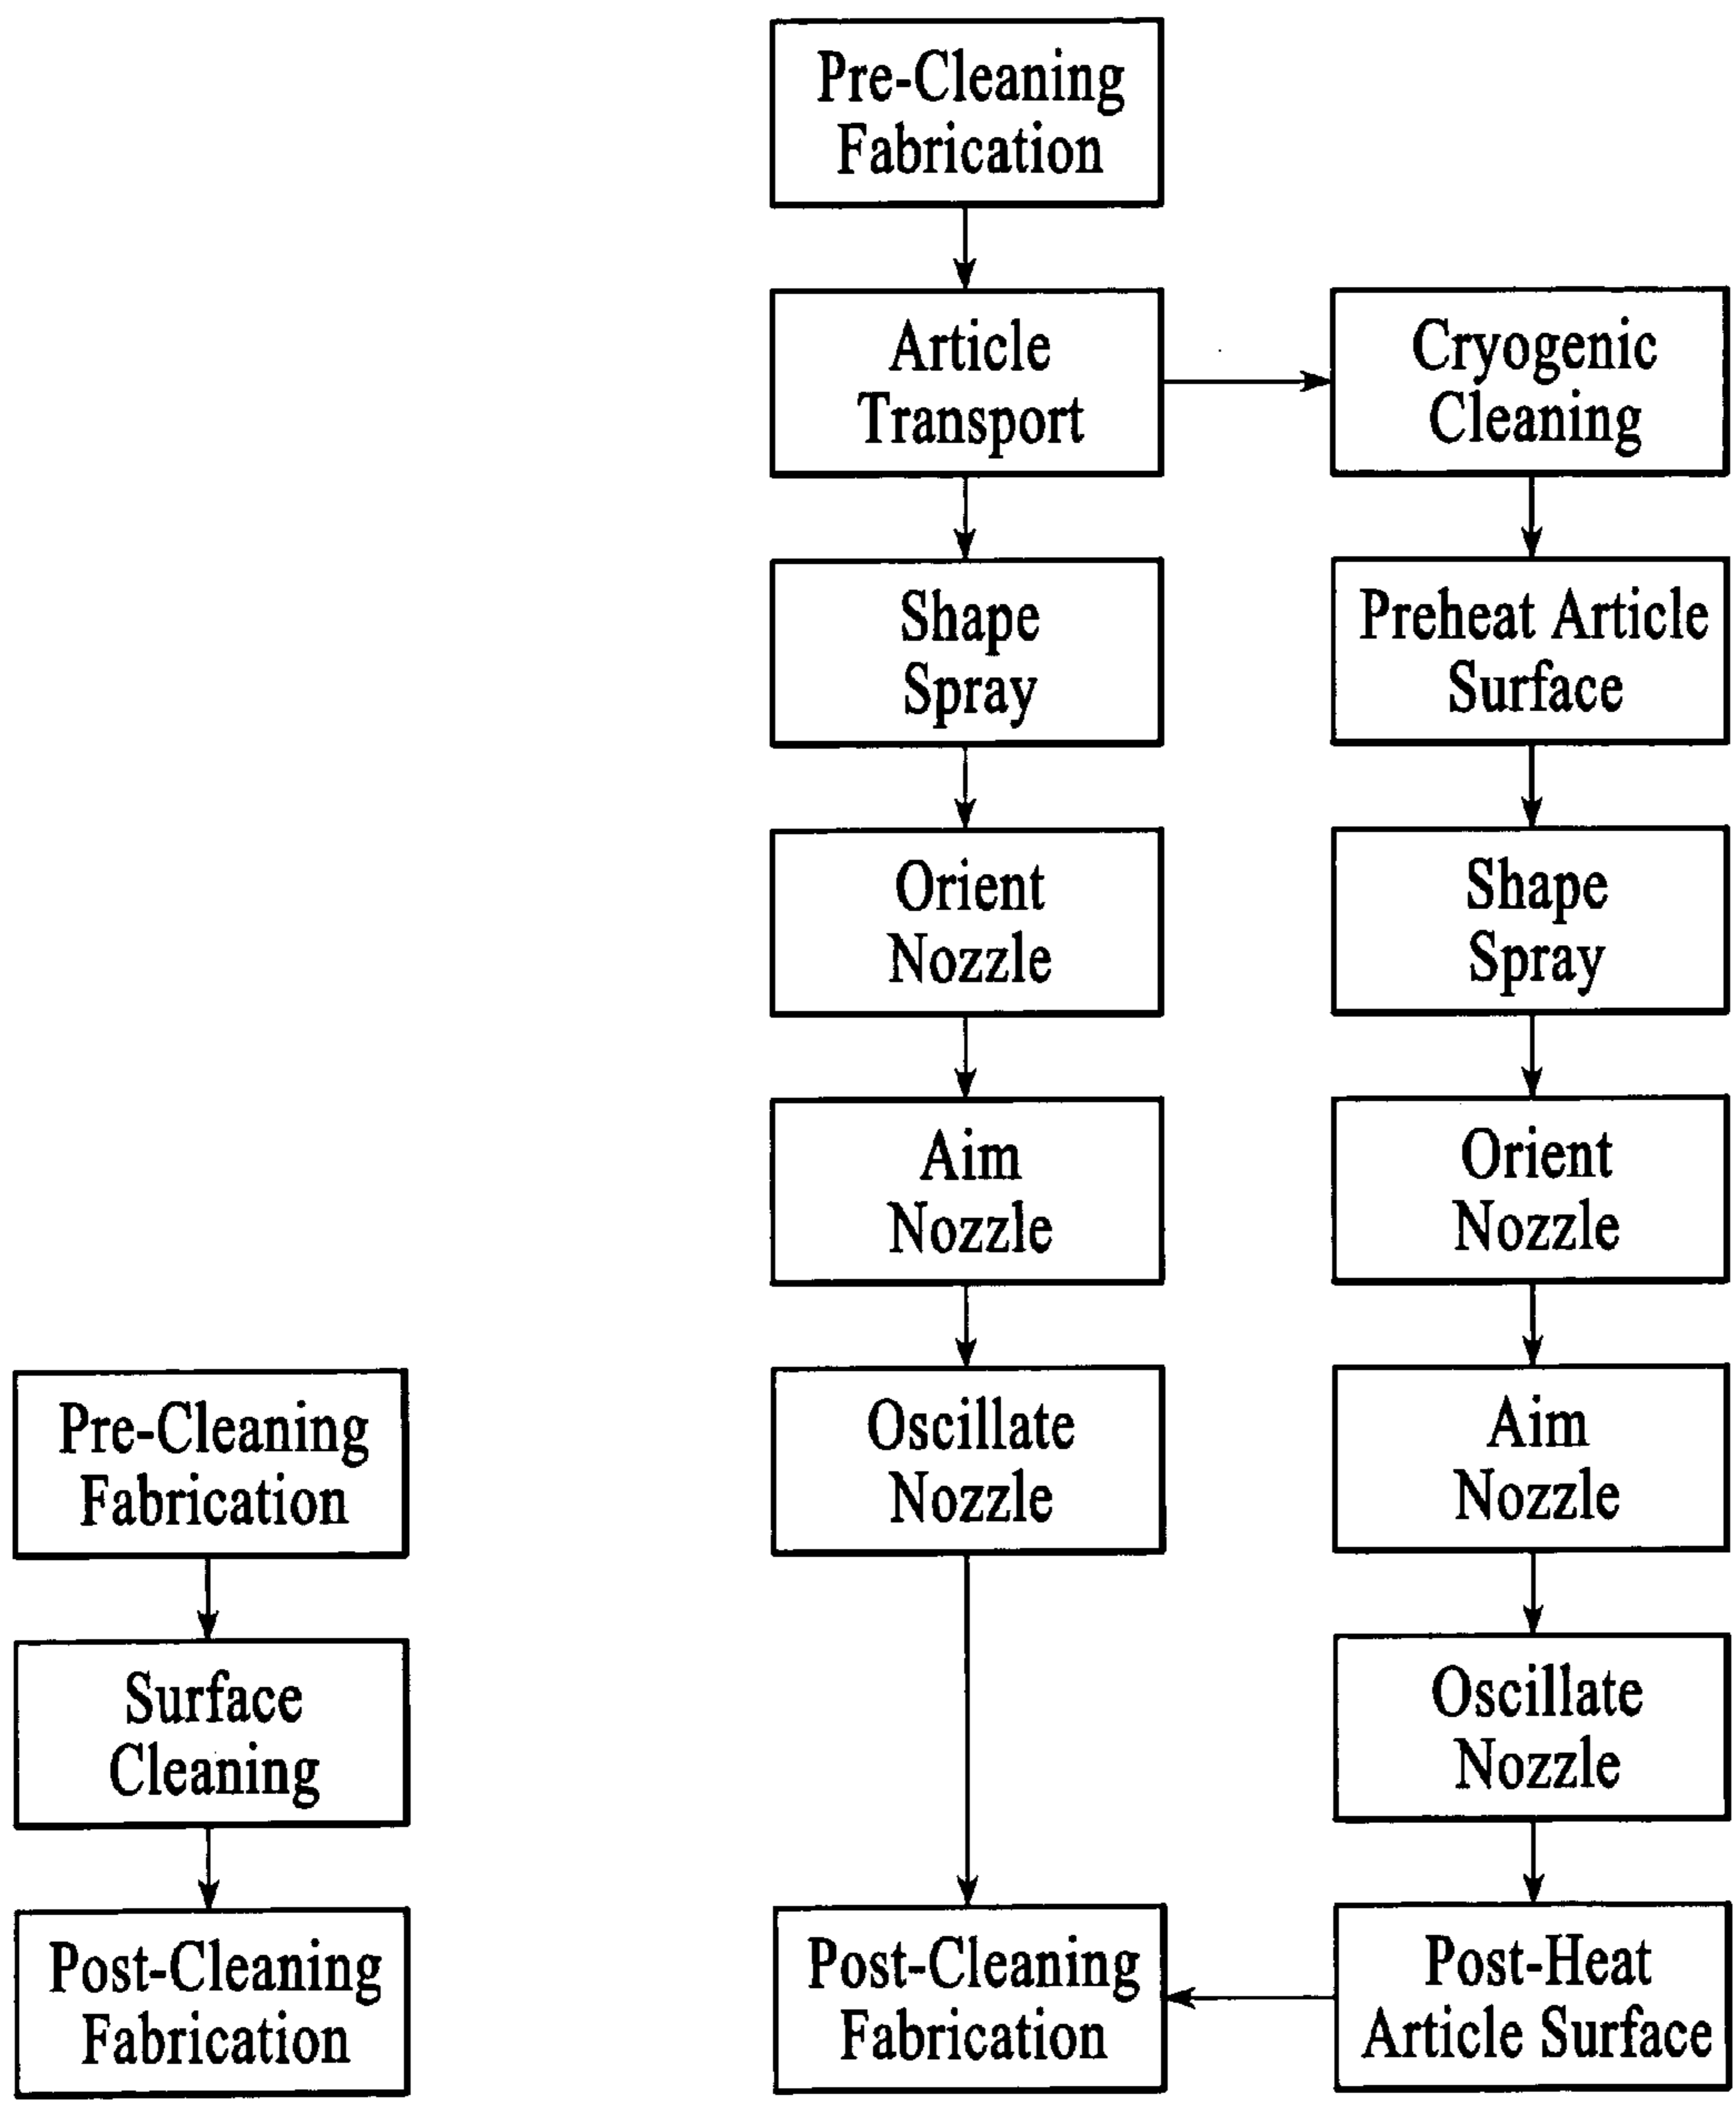 Pre-Cleaning
Fabrication
Surface
Cleaning
Post-Cleaning
Fabrication
Pre-Cleaning
Fabrication
Article
Transport
Shape
Spray
Orient
Nozzle
Aim
Nozzle
Oscillate
Nozzle
Post-Cleaning
Fabrication
Cryogenic
Cleaning
Preheat Article
Surface
Shape
Spray
Orient
Nozzle
Aim
Nozzle
Oscillate
Nozzle
Post-Heat
Article Surface